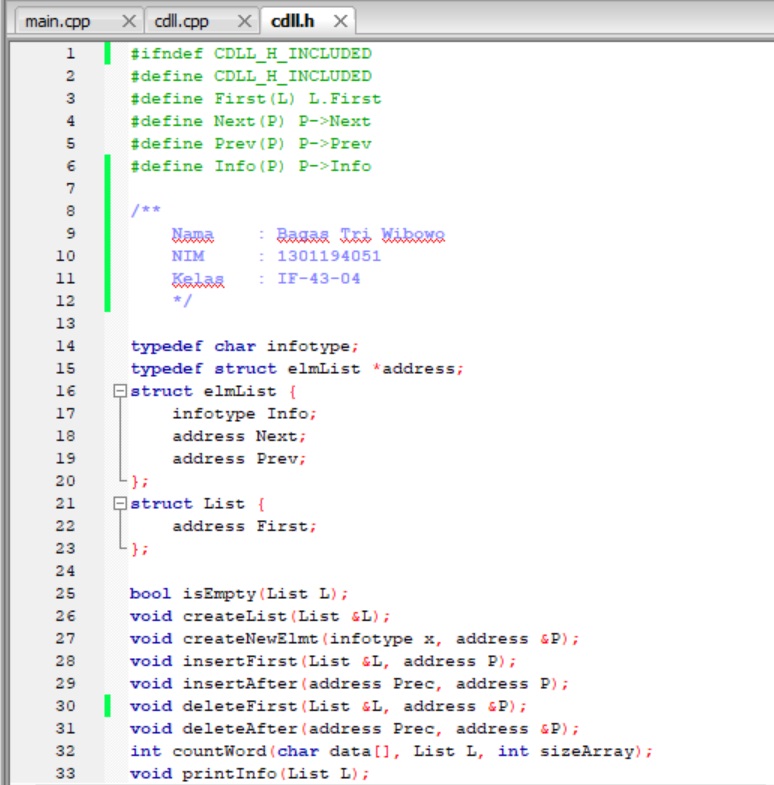 main.cpp X cdll.cpp X cdll.h X
1 #ifndef CDLL_H_INCLUDED
2 #define CDLL_H_INCLUDED
3 #define First(L) L.First
4 #define Next(P) P->Next
5 #define Prev(P) P->Prev
6 #define Info(P) P->Info
7
8 /**
9 Nama : Bagas Tri Wibowo
10 NIM : 1301194051
11 Kelas : IF-43-04
12 */
13
14 typedef char infotype;
15 typedef struct elmList *address;
16 struct elmList {
17 infotype Info;
18 address Next;
19 address Prev;
20 };
21 struct List {
22 address First;
23 };
24
25 bool isEmpty(List L);
26 void createList(List &L);
27 void createNewElmt(infotype x, address &P);
28 void insertFirst(List &L, address P);
29 void insertAfter(address Prec, address P);
30 void deleteFirst(List &L, address &P);
31 void deleteAfter(address Prec, address &P);
32 int countWord(char data[], List L, int sizeArray);
33 void printInfo(List L);